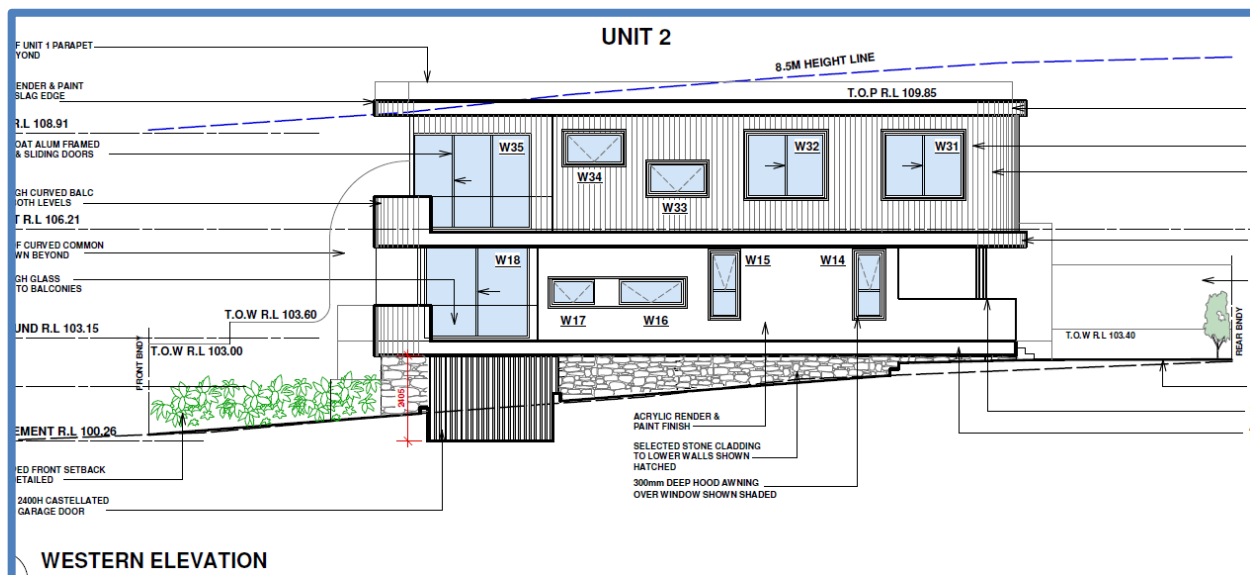 UNIT 2
F UNIT 1 PARAPET
YOND
8.5M HEIGHT LINE
ENDER & PAINT
SLAG EDGE
T.O.P R.L 109.85
R.L 108.91
OAT ALUM FRAMED
& SLIDING DOORS
W35
W34
W33
W32
W31
GH CURVED BALC
OTH LEVELS
T R.L 106.21
F OF CURVED COMMON
WN BEYOND
W18
W15
W14
GH GLASS
TO BALCONIES
W17
W16
T.O.W R.L 103.60
UND R.L 103.15
T.O.W R.L 103.40
T.O.W R.L 103.00
FRONT BNDY
REAR BNDY
2405
EMENT R.L 100.26
ACRYLIC RENDER &
PAINT FINISH
SELECTED STONE CLADDING
TO LOWER WALLS SHOWN
HATCHED
300mm DEEP HOOD AWNING
OVER WINDOW SHOWN SHADED
PED FRONT SETBACK
ETAILED
2400H CASTELLATED
GARAGE DOOR
WESTERN ELEVATION